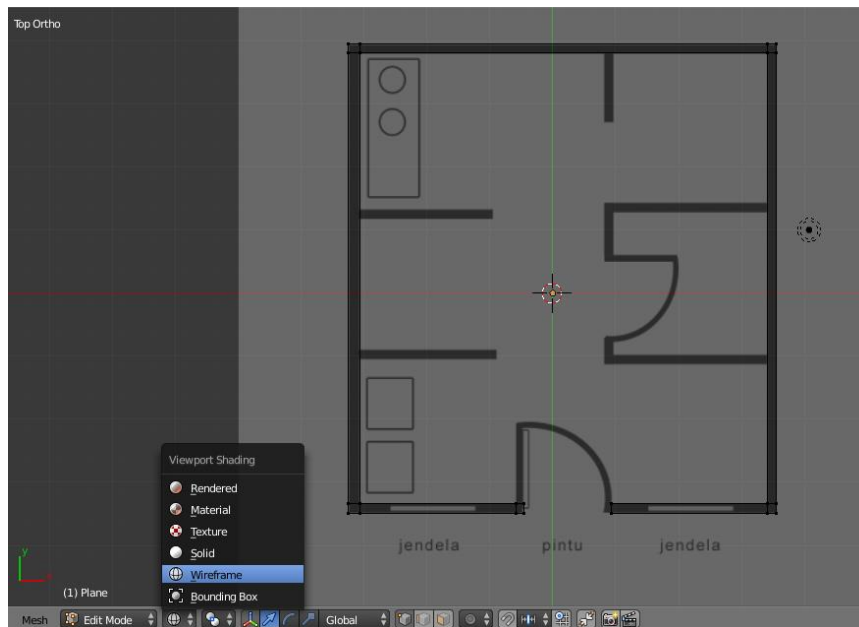 Top Ortho
jendela pintu jendela
Viewport Shading
Rendered
Material
Texture
Solid
Wireframe
Bounding Box
y
x
(1) Plane
Mesh Edit Mode Global